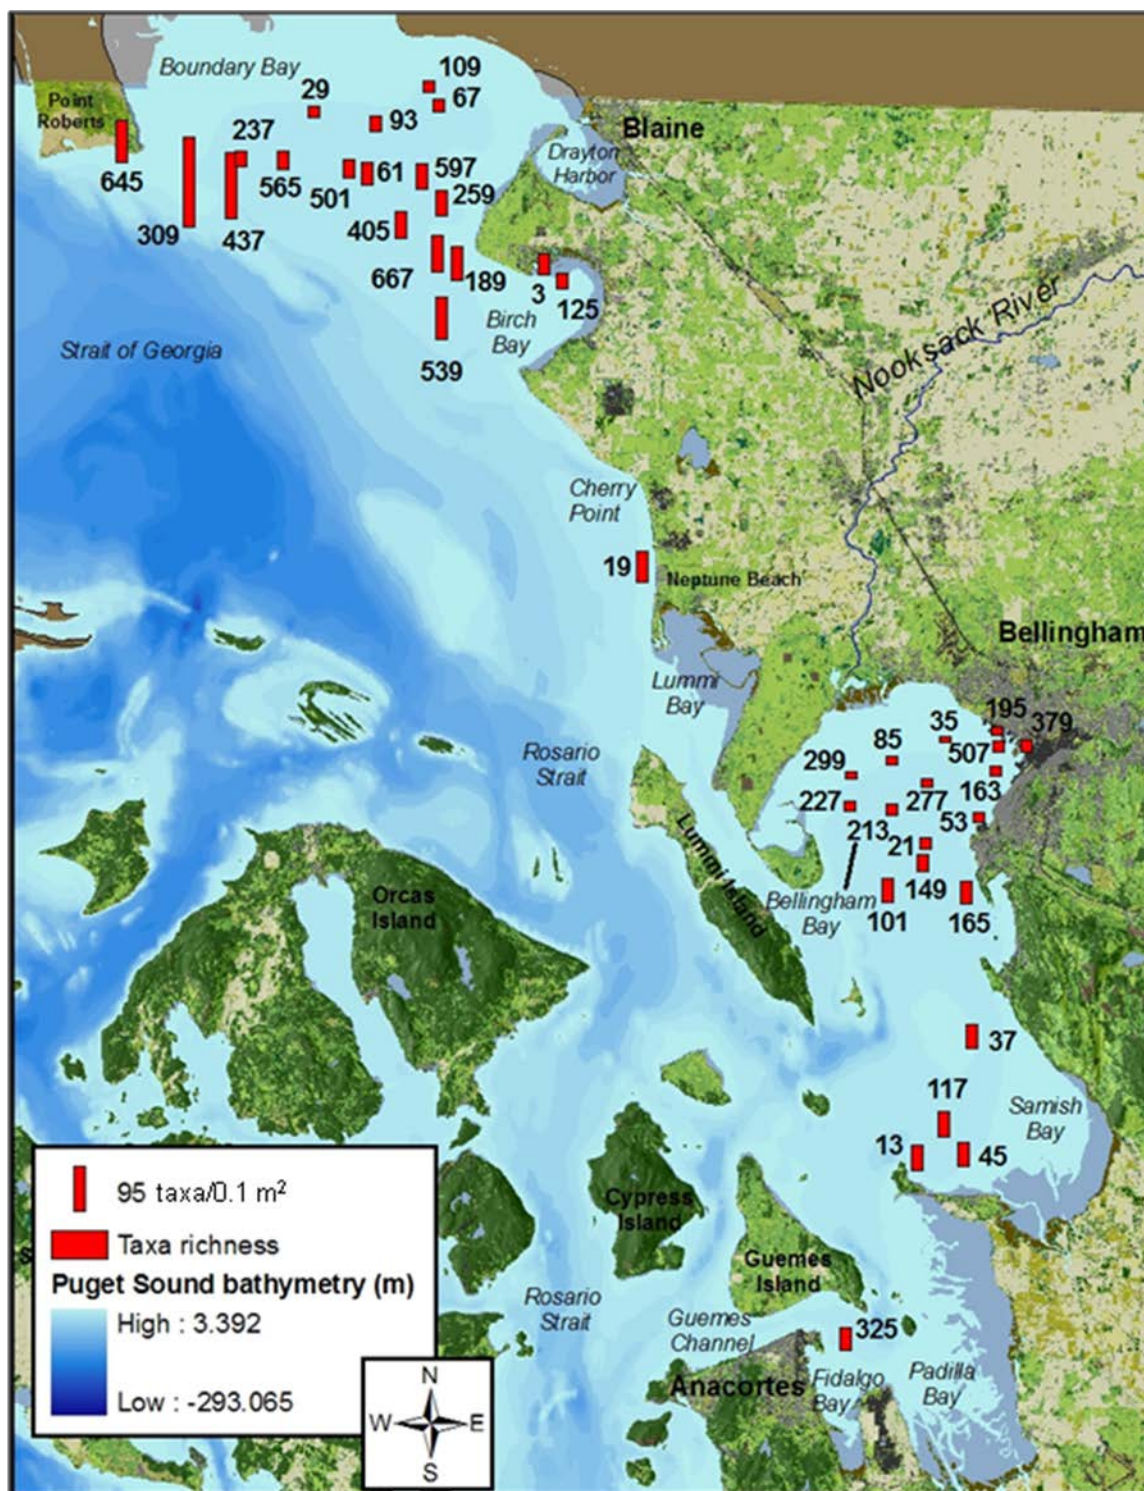 Boundary Bay
109
29
67
Point
Roberts
93
237
Blaine
Drayton
Harbor
645
565
501
61
597
259
309
437
405
667
189
3
125
Birch
Bay
539
Strait of Georgia
Nooksack River
Cherry
Point
19
Neptune Beach
Bellingham
Lummi
Bay
Rosario
Strait
195
379
35
507
85
299
163
227
277
213
53
21
149
Lummi Island
Bellingham
Bay
101
165
Orcas
Island
37
117
Samish
Bay
13
45
Cypress
Island
Guemes
Island
Rosario
Strait
Guemes
Channel
325
Anacortes
Fidalgo
Bay
Padilla
Bay
S
95 taxa/0.1 m²
Taxa richness
Puget Sound bathymetry (m)
High : 3.392
Low : -293.065
N
W E
S